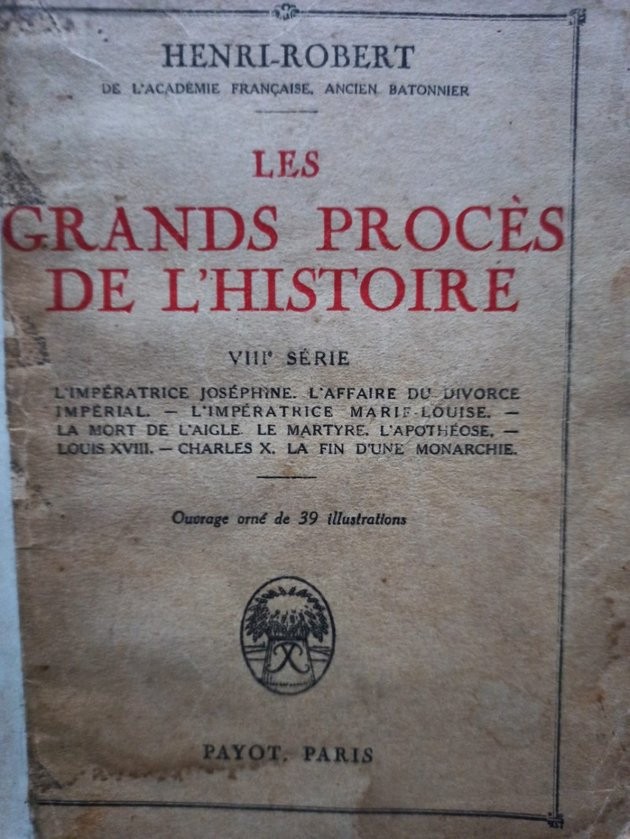 HENRI-ROBERT
DE L'ACADÉMIE FRANÇAISE, ANCIEN BATONNIER
LES
GRANDS PROCÈS
DE L'HISTOIRE
VIIIᵉ SÉRIE
L'IMPÉRATRICE JOSÉPHINE. L'AFFAIRE DU DIVORCE
IMPÉRIAL. — L'IMPÉRATRICE MARIE-LOUISE. —
LA MORT DE L'AIGLE. LE MARTYRE. L'APOTHÉOSE. —
LOUIS XVIII. — CHARLES X. LA FIN D'UNE MONARCHIE.
Ouvrage orné de 39 illustrations
PAYOT, PARIS